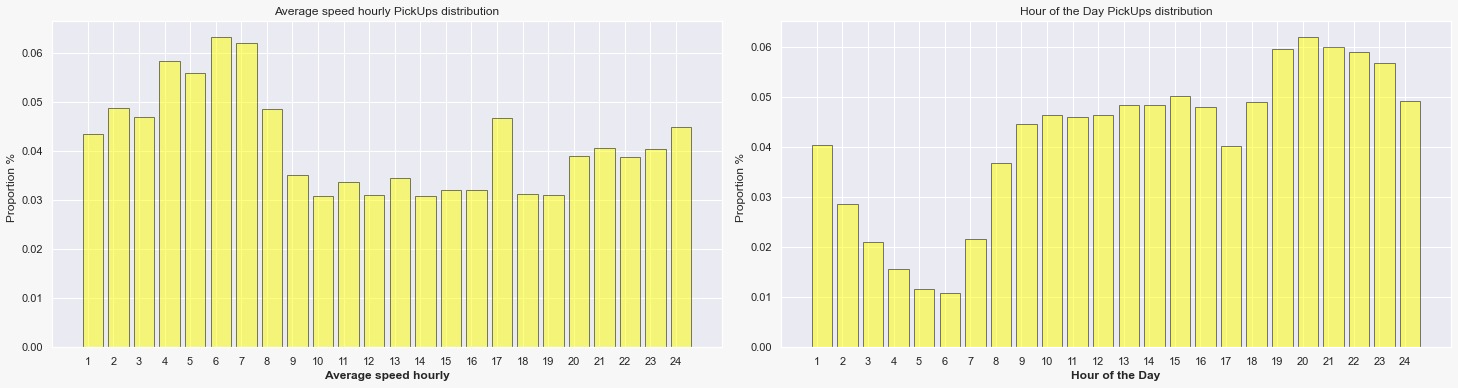 Average speed hourly PickUps distribution
Proportion %
0.06
0.05
0.04
0.03
0.02
0.01
0.00
1 2 3 4 5 6 7 8 9 10 11 12 13 14 15 16 17 18 19 20 21 22 23 24
Average speed hourly
Hour of the Day PickUps distribution
Proportion %
0.06
0.05
0.04
0.03
0.02
0.01
0.00
1 2 3 4 5 6 7 8 9 10 11 12 13 14 15 16 17 18 19 20 21 22 23 24
Hour of the Day